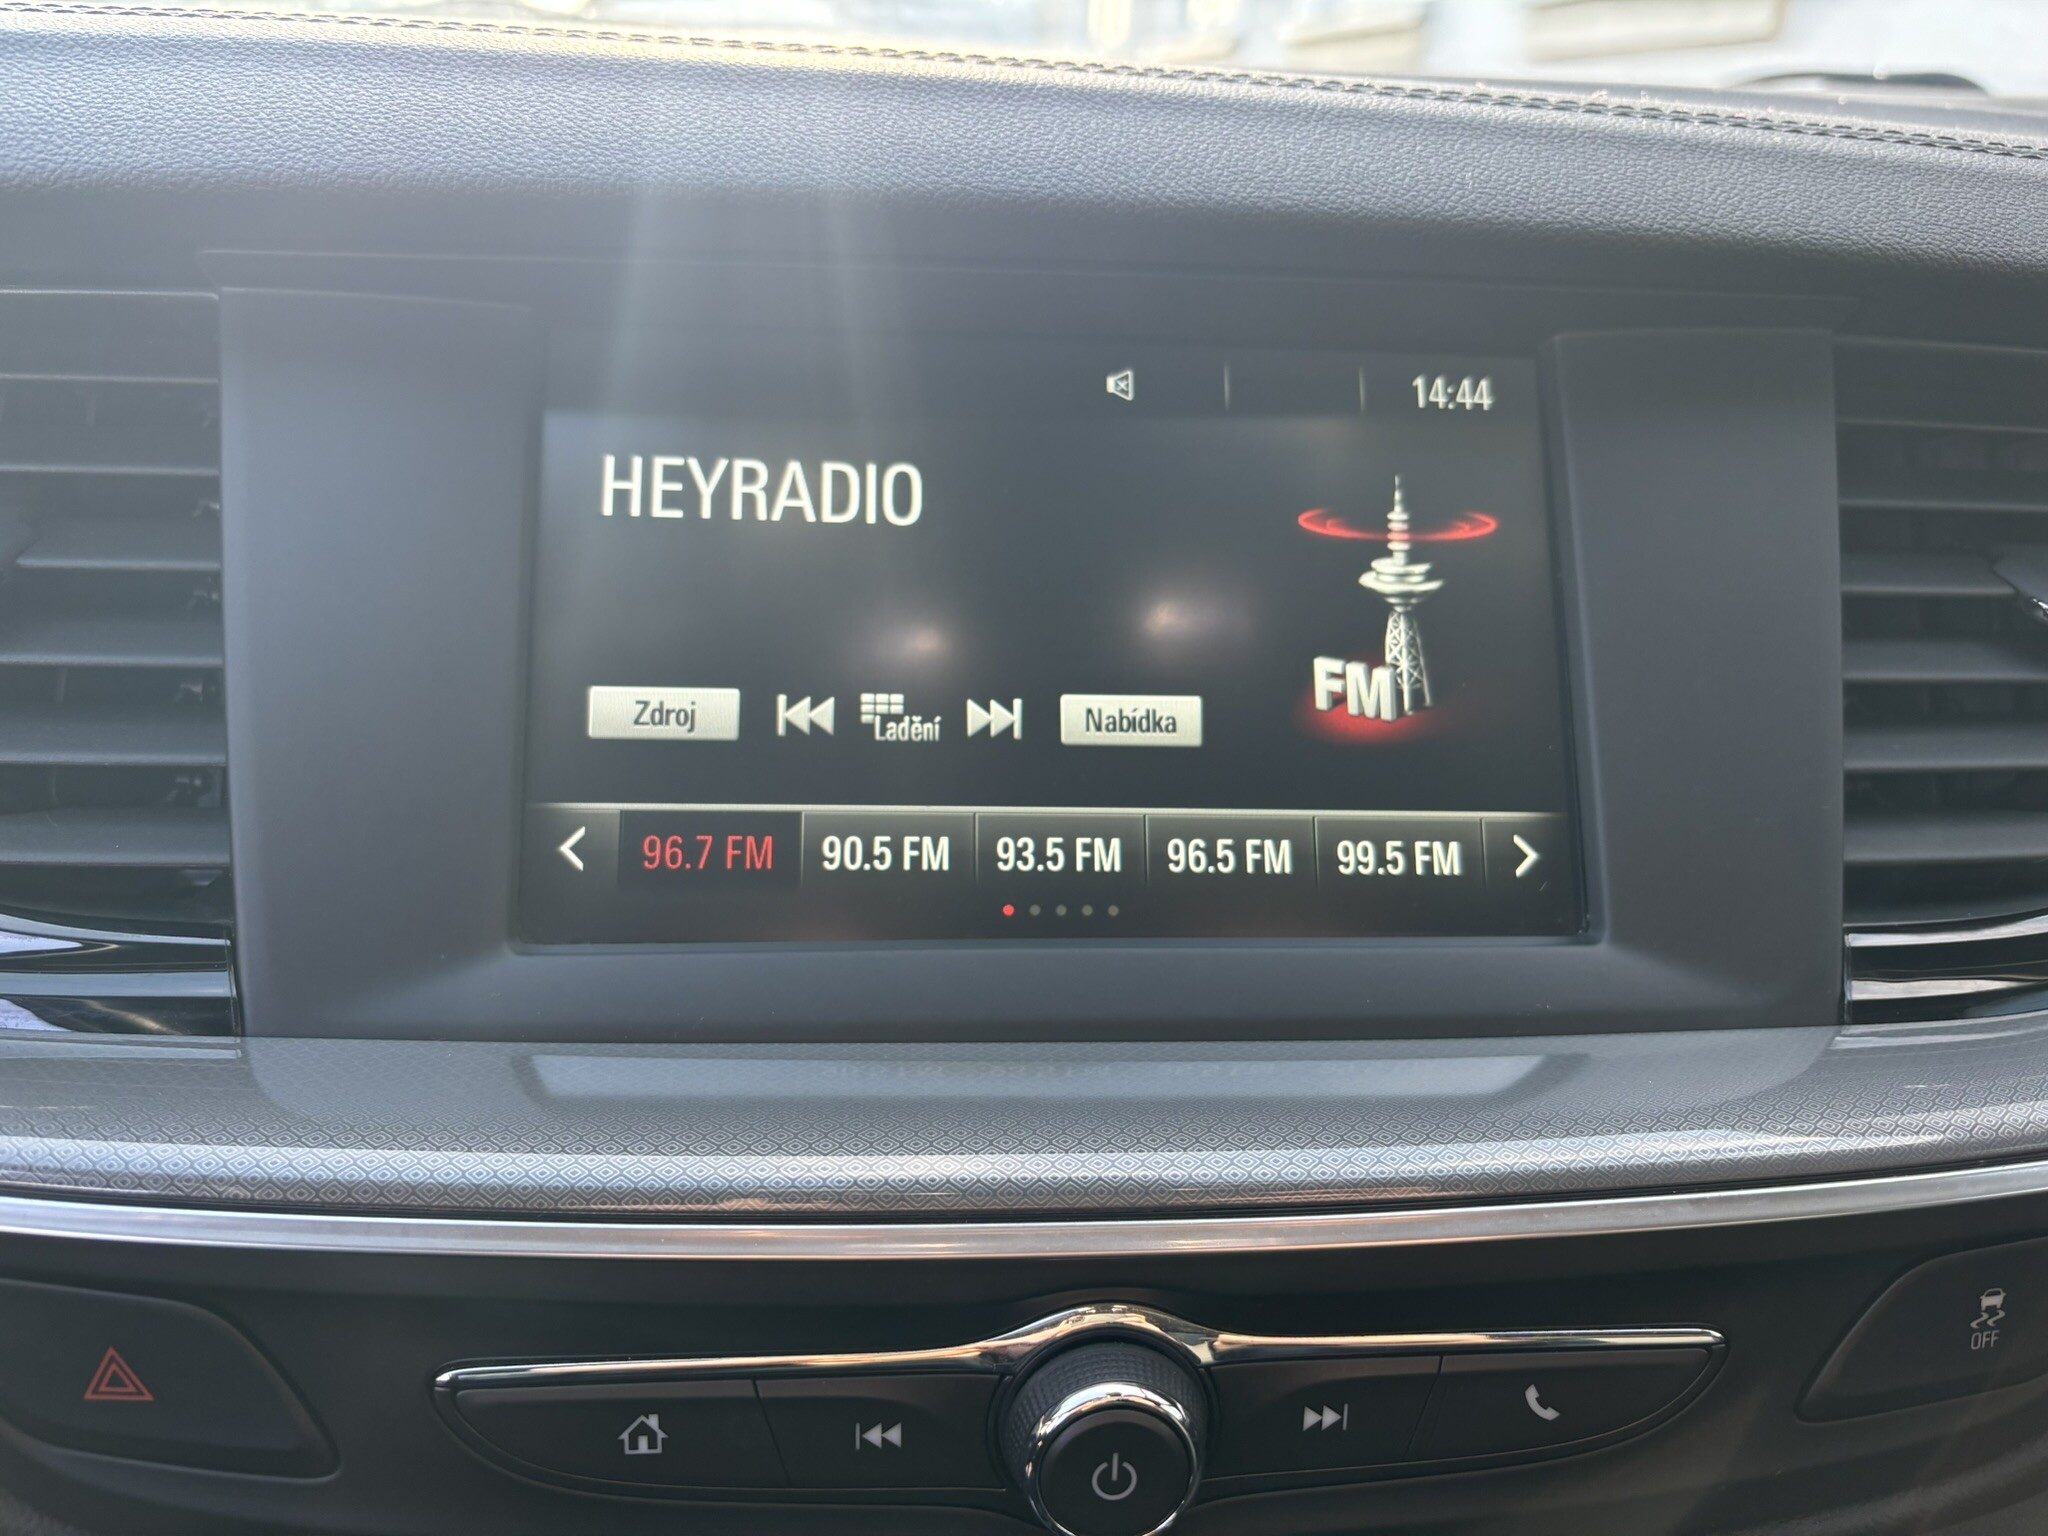 14:44
HEYRADIO
FM
Zdroj
Ladění
Nabídka
96.7 FM
90.5 FM
93.5 FM
96.5 FM
99.5 FM
OFF